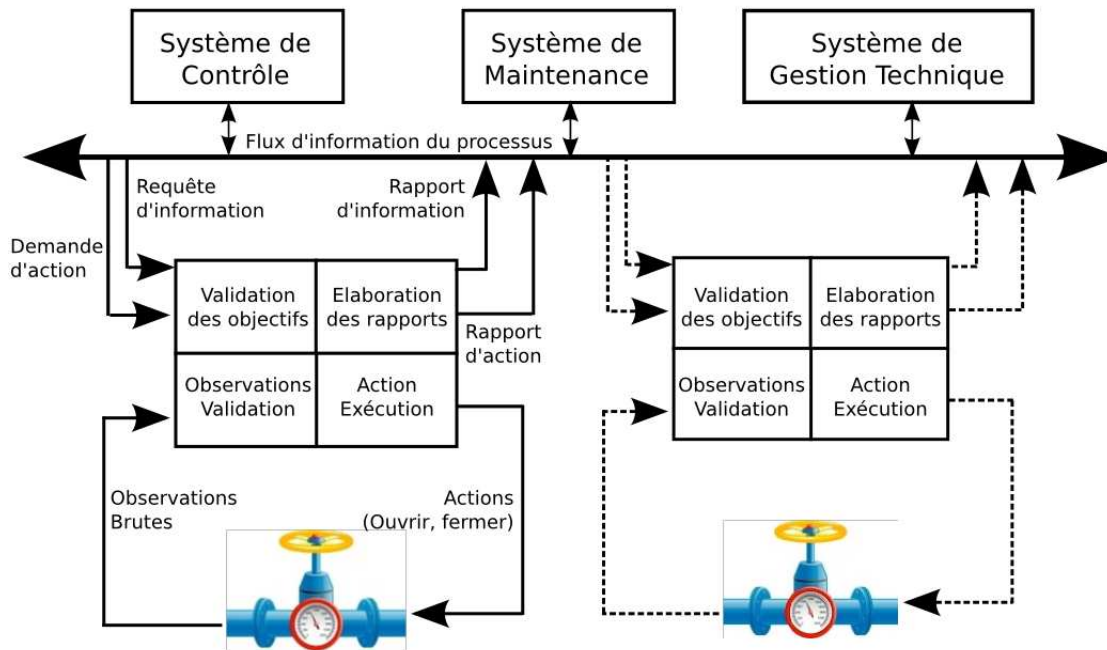 Système de
Contrôle
Système de
Maintenance
Système de
Gestion Technique
Flux d'information du processus
Requête
d'information
Rapport
d'information
Demande
d'action
Validation
des objectifs
Elaboration
des rapports
Rapport
d'action
Observations
Validation
Action
Exécution
Observations
Brutes
Actions
(Ouvrir, fermer)
Validation
des objectifs
Elaboration
des rapports
Observations
Validation
Action
Exécution